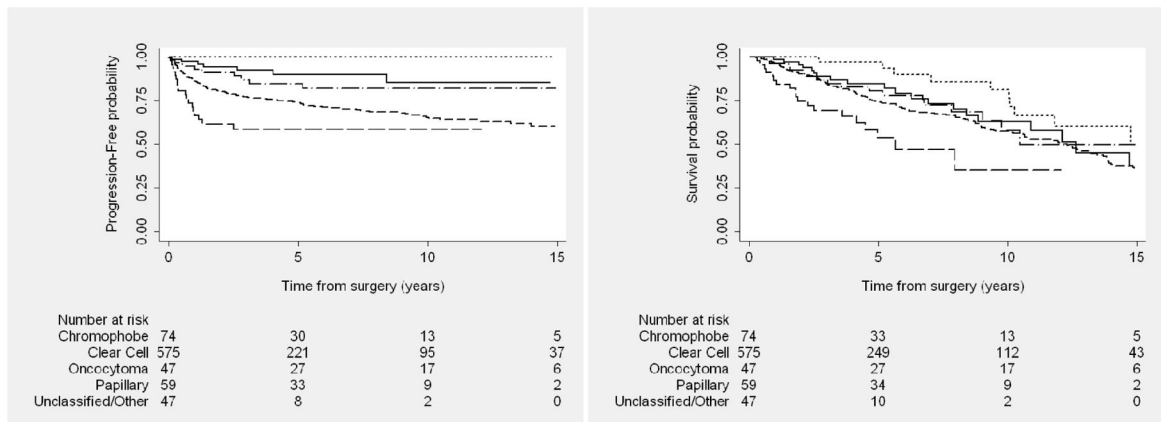 Progression-Free probability
0.00 0.25 0.50 0.75 1.00
0 5 10 15
Time from surgery (years)
Number at risk
Chromophobe 74 30 13 5
Clear Cell 575 221 95 37
Oncocytoma 47 27 17 6
Papillary 59 33 9 2
Unclassified/Other 47 8 2 0
Survival probability
0.00 0.25 0.50 0.75 1.00
0 5 10 15
Time from surgery (years)
Number at risk
Chromophobe 74 33 13 5
Clear Cell 575 249 112 43
Oncocytoma 47 27 17 6
Papillary 59 34 9 2
Unclassified/Other 47 10 2 0